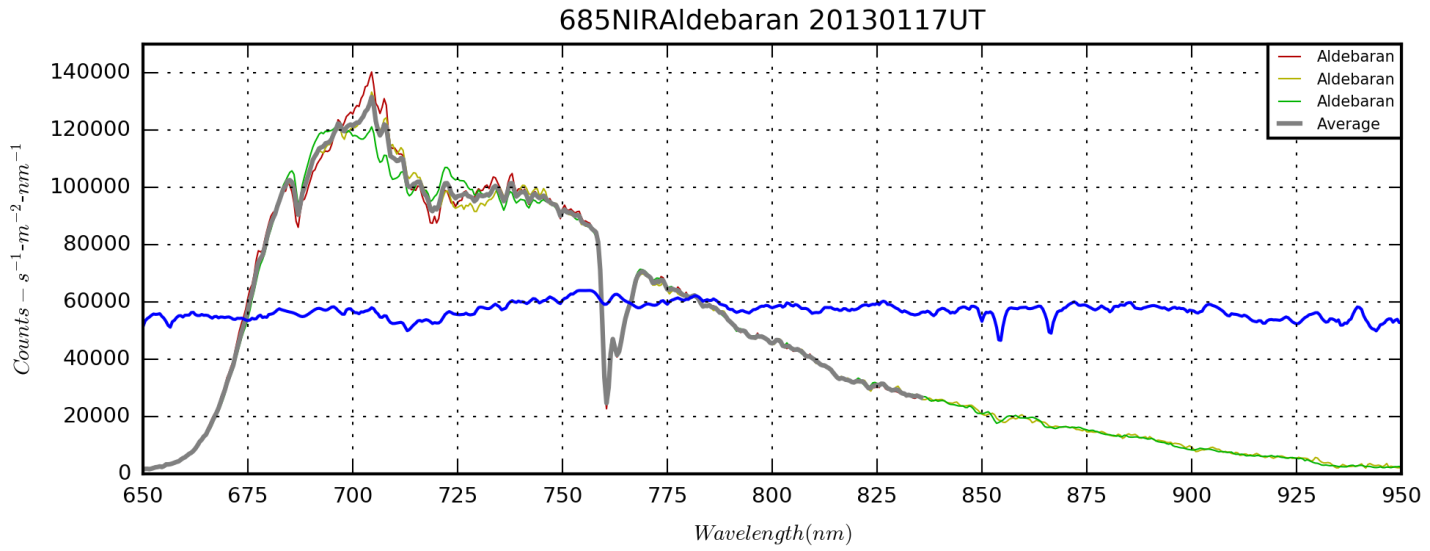 685NIRAldebaran 20130117UT
Aldebaran
Aldebaran
Aldebaran
Average
Counts − s⁻¹-m⁻²-nm⁻¹
140000
120000
100000
80000
60000
40000
20000
0
650 675 700 725 750 775 800 825 850 875 900 925 950
Wavelength(nm)